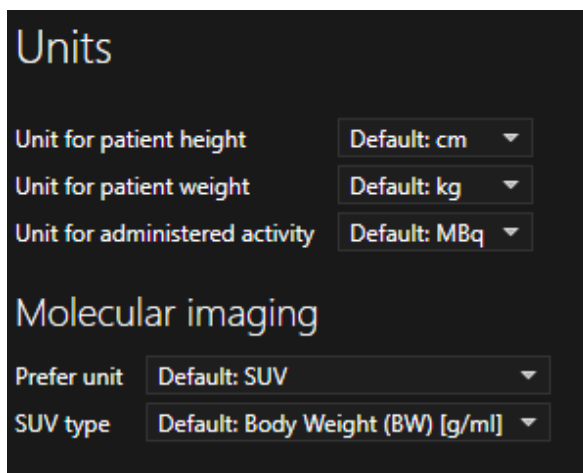 Units
Unit for patient height Default: cm
Unit for patient weight Default: kg
Unit for administered activity Default: MBq
Molecular imaging
Prefer unit Default: SUV
SUV type Default: Body Weight (BW) [g/ml]